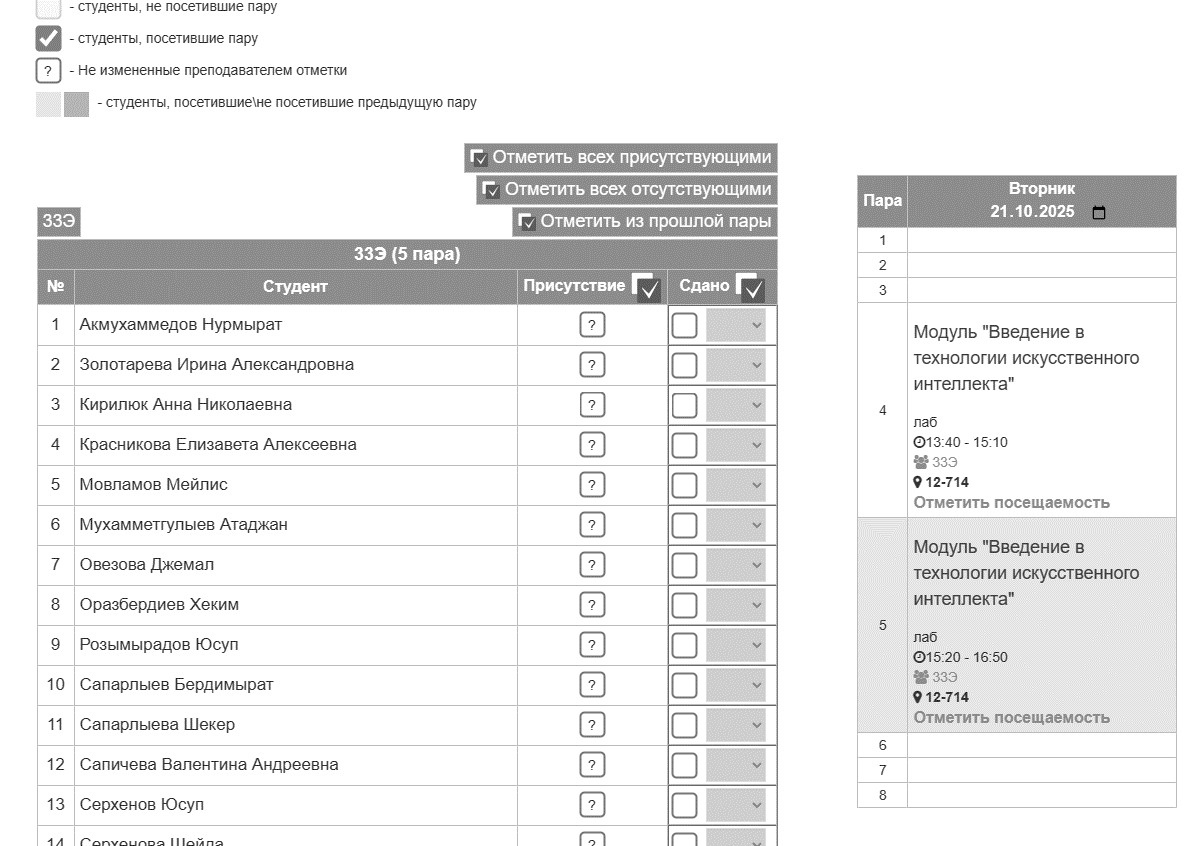 - студенты, не посетившие пару
- студенты, посетившие пару
? - Не измененные преподавателем отметки
- студенты, посетившие\не посетившие предыдущую пару
Отметить всех присутствующими
Отметить всех отсутствующими
33Э Отметить из прошлой пары
33Э (5 пара)
№ Студент Присутствие Сдано
1 Акмухаммедов Нурмырат ?
2 Золотарева Ирина Александровна ?
3 Кирилюк Анна Николаевна ?
4 Красникова Елизавета Алексеевна ?
5 Мовламов Мейлис ?
6 Мухамметгулыев Атаджан ?
7 Овезова Джемал ?
8 Оразбердиев Хеким ?
9 Розымырадов Юсуп ?
10 Сапарлыев Бердимырат ?
11 Сапарлыева Шекер ?
12 Сапичева Валентина Андреевна ?
13 Серхенов Юсуп ?
14 Серхенова Шейла ?
Пара Вторник
21.10.2025
1
2
3
4
Модуль "Введение в
технологии искусственного
интеллекта"
лаб
13:40 - 15:10
33Э
12-714
Отметить посещаемость
5
Модуль "Введение в
технологии искусственного
интеллекта"
лаб
15:20 - 16:50
33Э
12-714
Отметить посещаемость
6
7
8